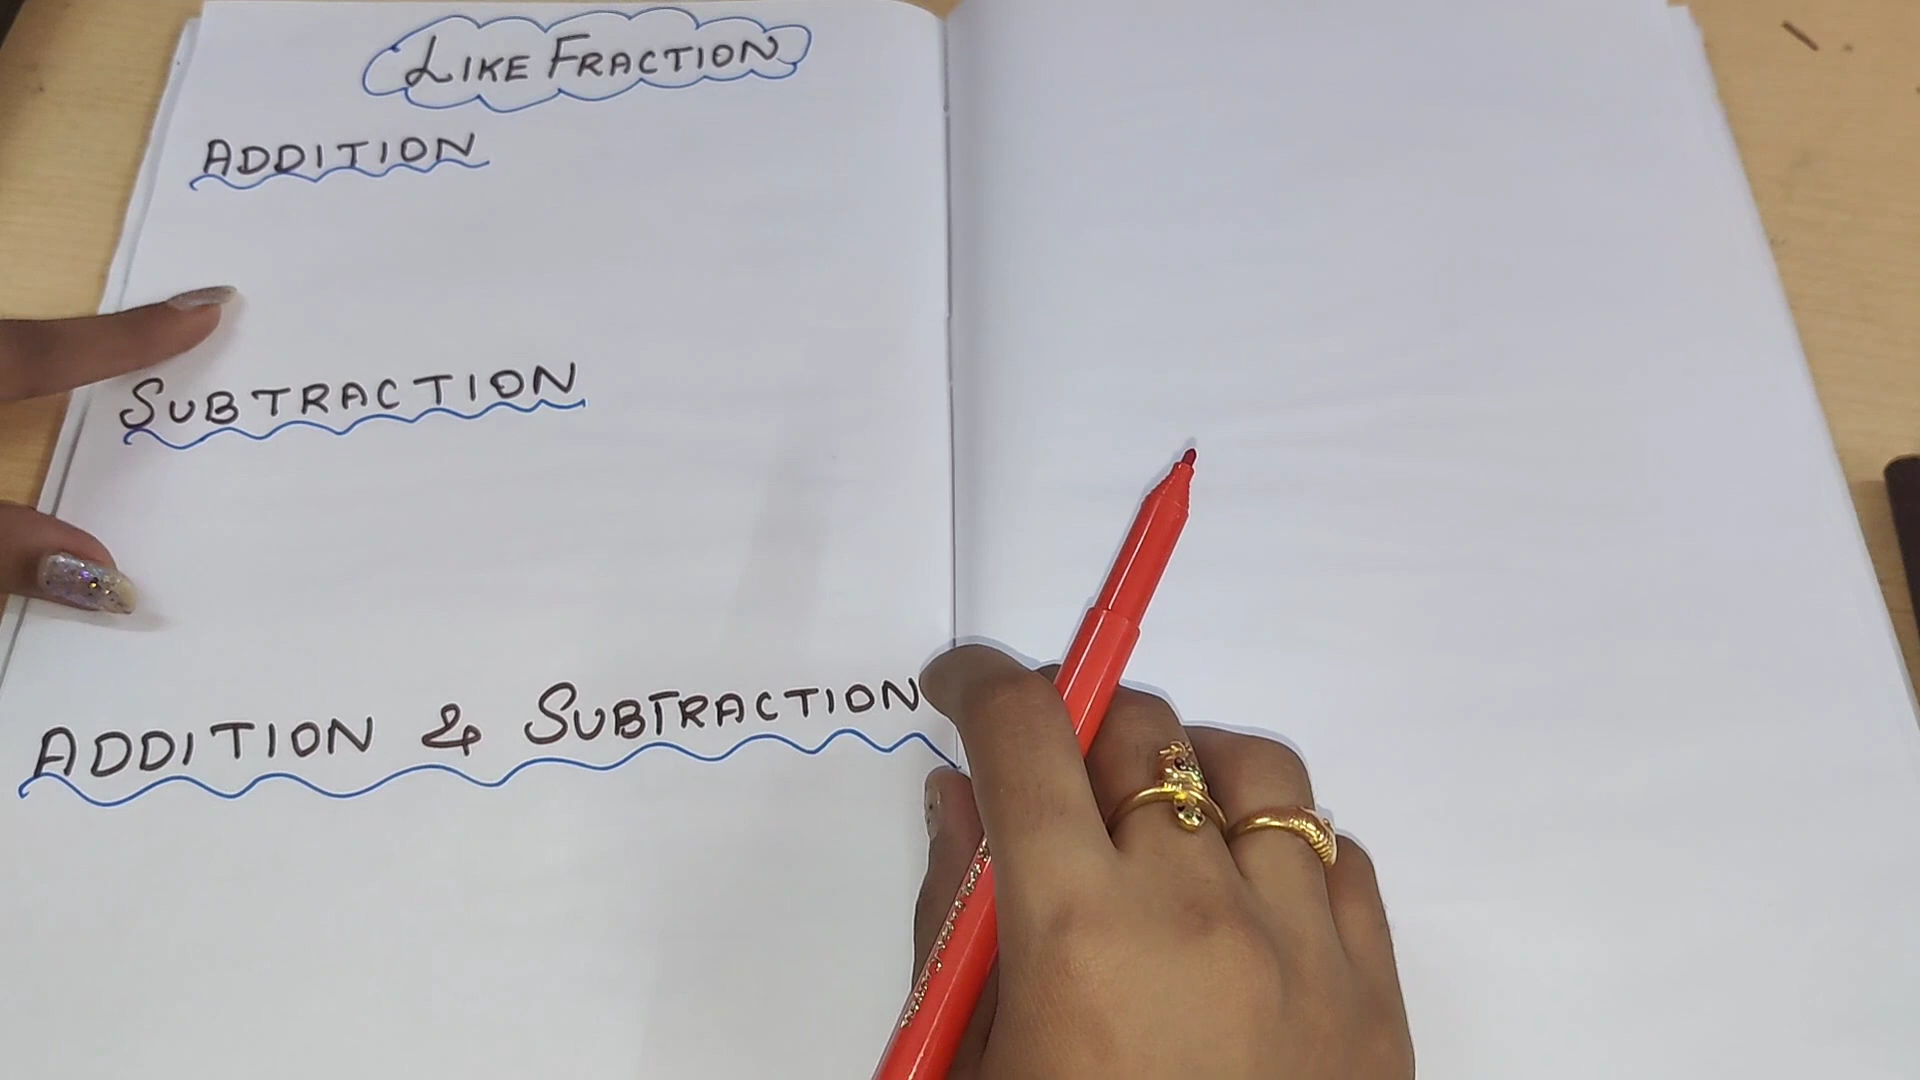 LIKE FRACTION
ADDITION
SUBTRACTION
ADDITION & SUBTRACTION